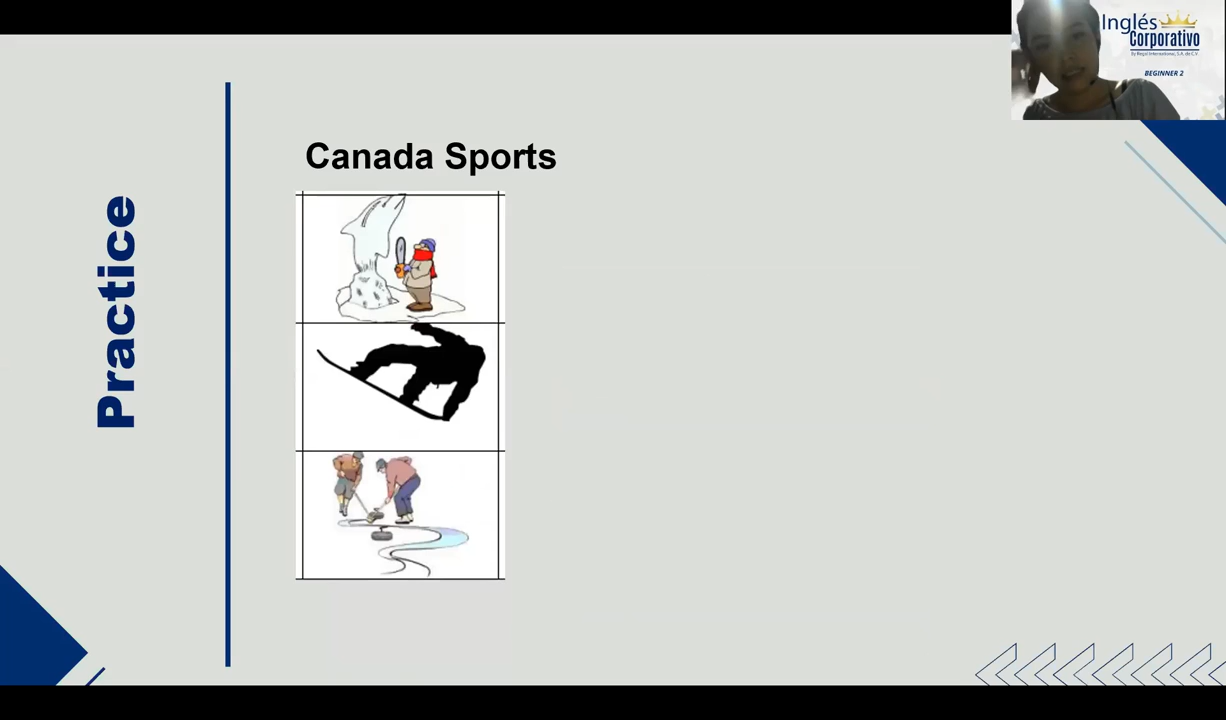 Inglés
Corporativo
BEGINNER 2
Canada Sports
Practice